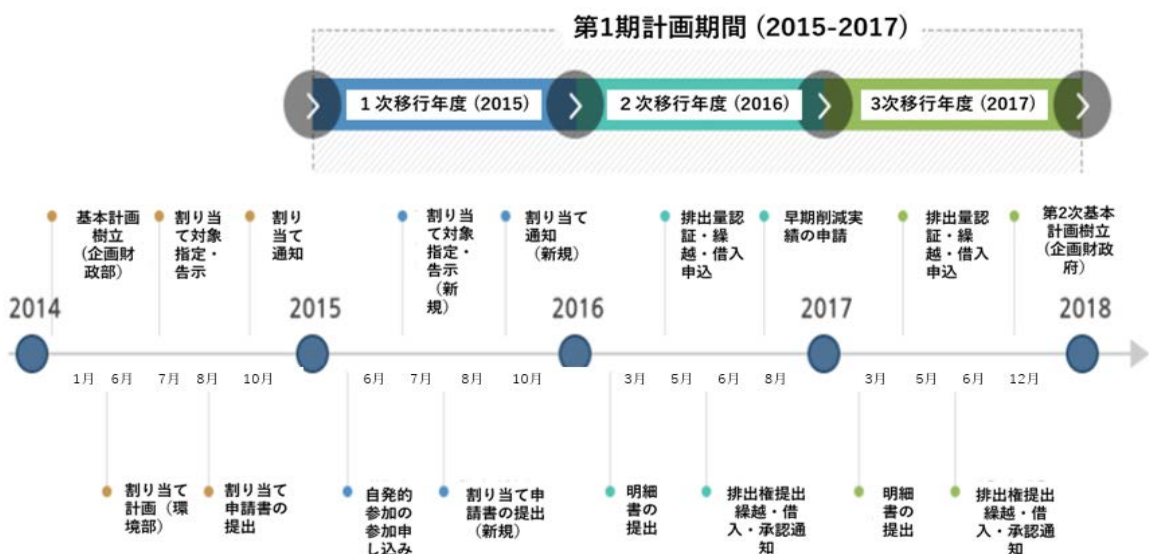 第1期計画期間 (2015-2017)
１次移行年度 (2015)
２次移行年度 (2016)
3次移行年度 (2017)
基本計画
樹立
(企画財
政部)
割り当
て対象
指定・
告示
割り
当て
通知
割り当
て対象
指定・
告示
（新
規）
割り当て
通知
（新規）
排出量認
証・繰
越・借入
申込
早期削減実
績の申請
排出量認
証・繰
越・借入
申込
第2次基本
計画樹立
(企画財政
府)
2014
2015
2016
2017
2018
1月
6月
7月
8月
10月
6月
7月
8月
10月
3月
5月
6月
8月
3月
5月
6月
12月
割り当て
計画（環
境部）
割り当て
申請書の
提出
自発的
参加の
参加申
し込み
割り当て申
請書の提出
（新規）
明細
書の
提出
排出権提出
繰越・借
入・承認通
知
明細
書の
提出
排出権提出
繰越・借
入・承認通
知